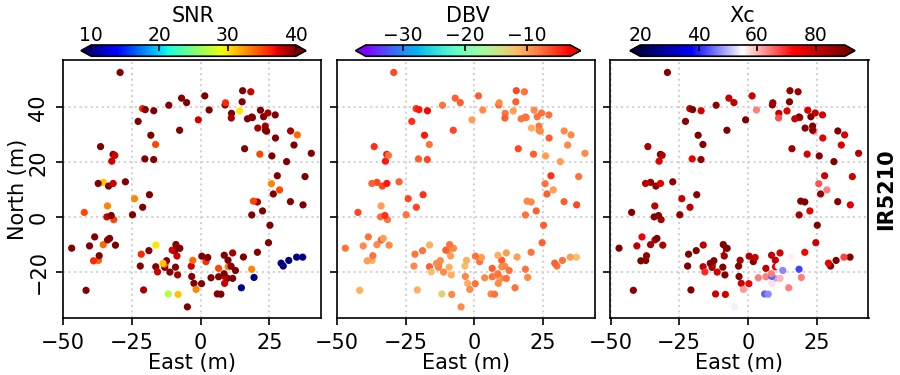 SNR DBV Xc
10 20 30 40 −30 −20 −10 20 40 60 80
40
20
0
−20
North (m)
IR5210
−50 −25 0 25 −50 −25 0 25 −50 −25 0 25
East (m) East (m) East (m)